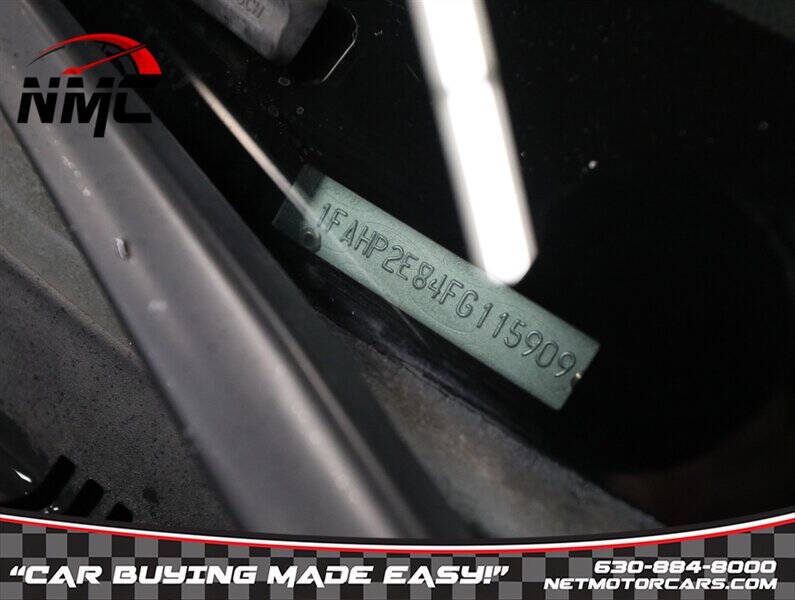 NMC
1FAHP2E84FG115909
"CAR BUYING MADE EASY!"
630-884-8000
NETMOTORCARS.COM